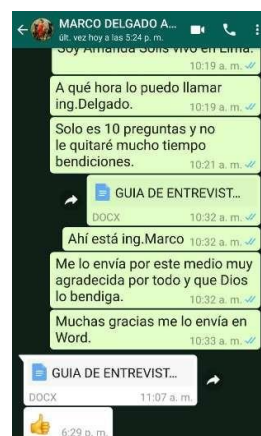 MARCO DELGADO A...
últ. vez hoy a las 5:24 p. m.
Soy Amanda Solis vivo en Lima.
10:19 a. m.
A qué hora lo puedo llamar
ing.Delgado.
10:19 a. m.
Solo es 10 preguntas y no
le quitaré mucho tiempo
bendiciones.
10:21 a. m.
GUIA DE ENTREVIST...
DOCX
10:32 a. m.
Ahí está ing.Marco
10:32 a. m.
Me lo envía por este medio muy
agradecida por todo y que Dios
lo bendiga.
10:32 a. m.
Muchas gracias me lo envía en
Word.
10:33 a. m.
GUIA DE ENTREVIST...
DOCX
11:07 a. m.
6:29 p. m.